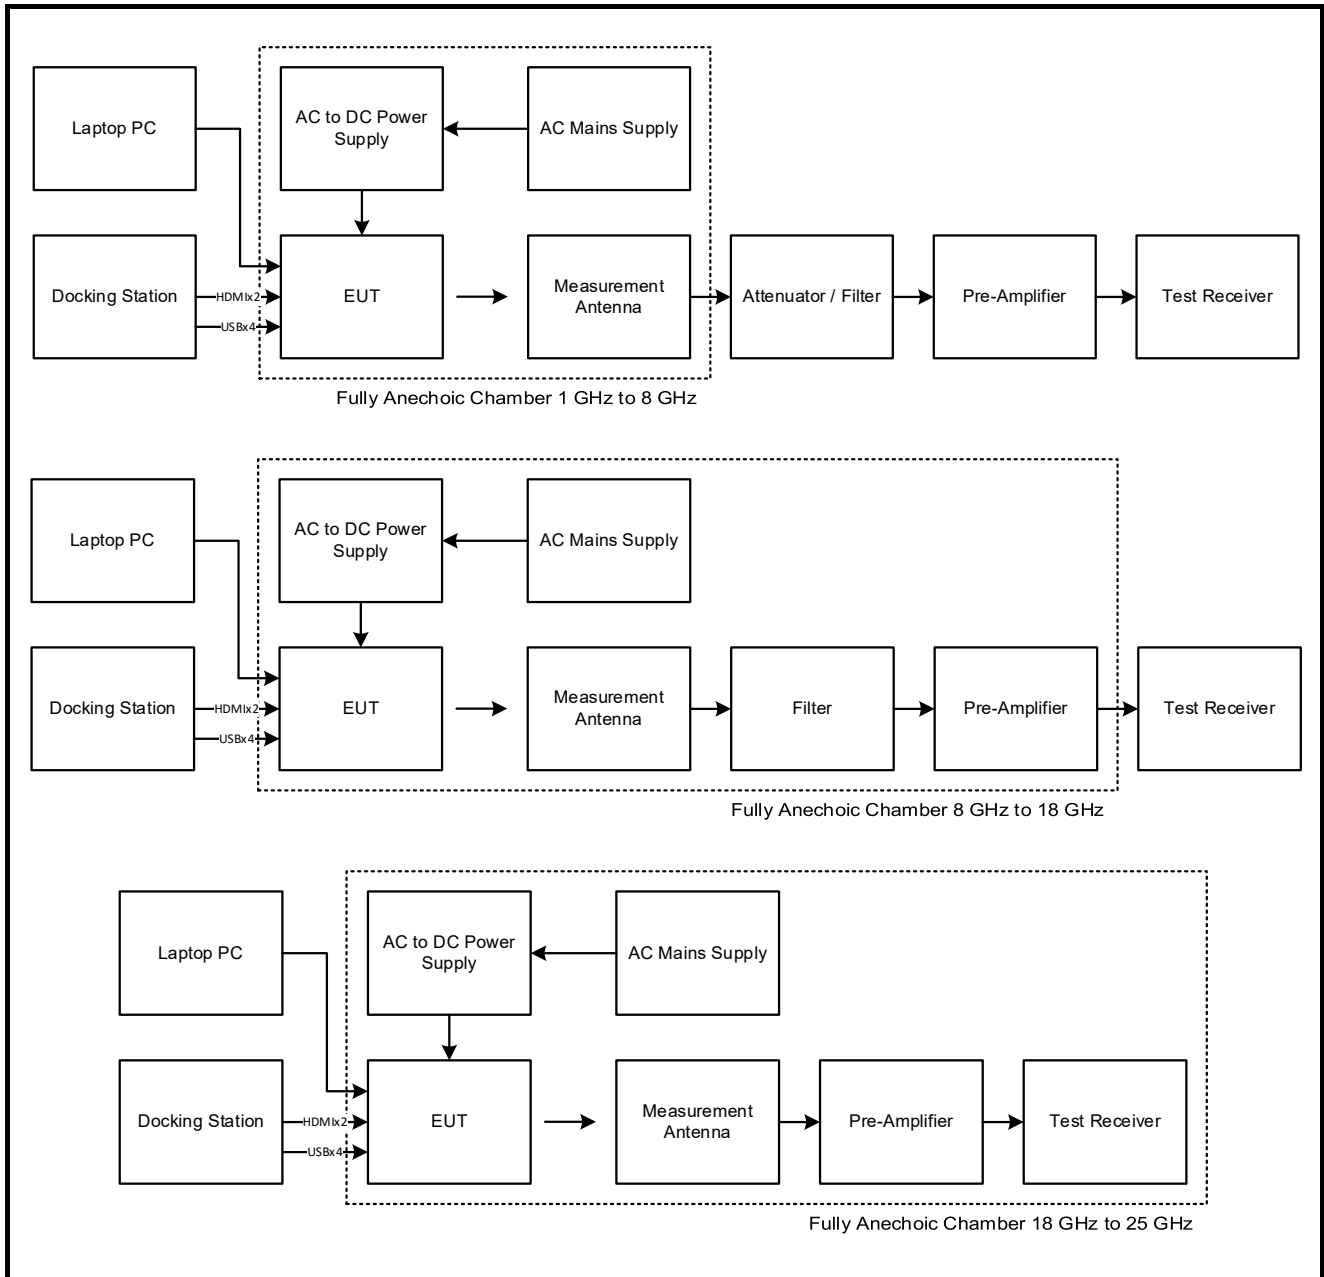 Laptop PC
AC to DC Power
Supply
AC Mains Supply
Docking Station
HDMIx2
USBx4
EUT
Measurement
Antenna
Attenuator / Filter
Pre-Amplifier
Test Receiver
Fully Anechoic Chamber 1 GHz to 8 GHz
Laptop PC
AC to DC Power
Supply
AC Mains Supply
Docking Station
HDMIx2
USBx4
EUT
Measurement
Antenna
Filter
Pre-Amplifier
Test Receiver
Fully Anechoic Chamber 8 GHz to 18 GHz
Laptop PC
AC to DC Power
Supply
AC Mains Supply
Docking Station
HDMIx2
USBx4
EUT
Measurement
Antenna
Pre-Amplifier
Test Receiver
Fully Anechoic Chamber 18 GHz to 25 GHz